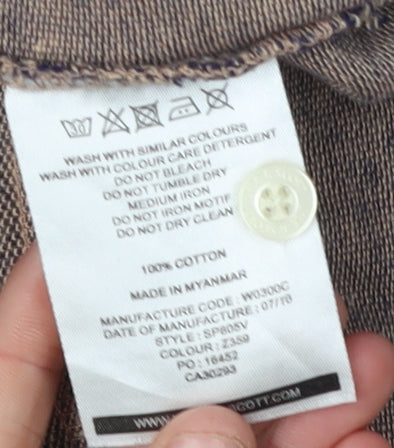 30
WASH WITH SIMILAR COLOURS
WASH WITH COLOUR CARE DETERGENT
DO NOT BLEACH
DO NOT TUMBLE DRY
MEDIUM IRON
DO NOT IRON MOTIF
DO NOT DRY CLEAN
100% COTTON
MADE IN MYANMAR
MANUFACTURE CODE : W0300C
DATE OF MANUFACTURE : 07/10
STYLE : SP605V
COLOUR : Z359
PO : 16452
CA30293